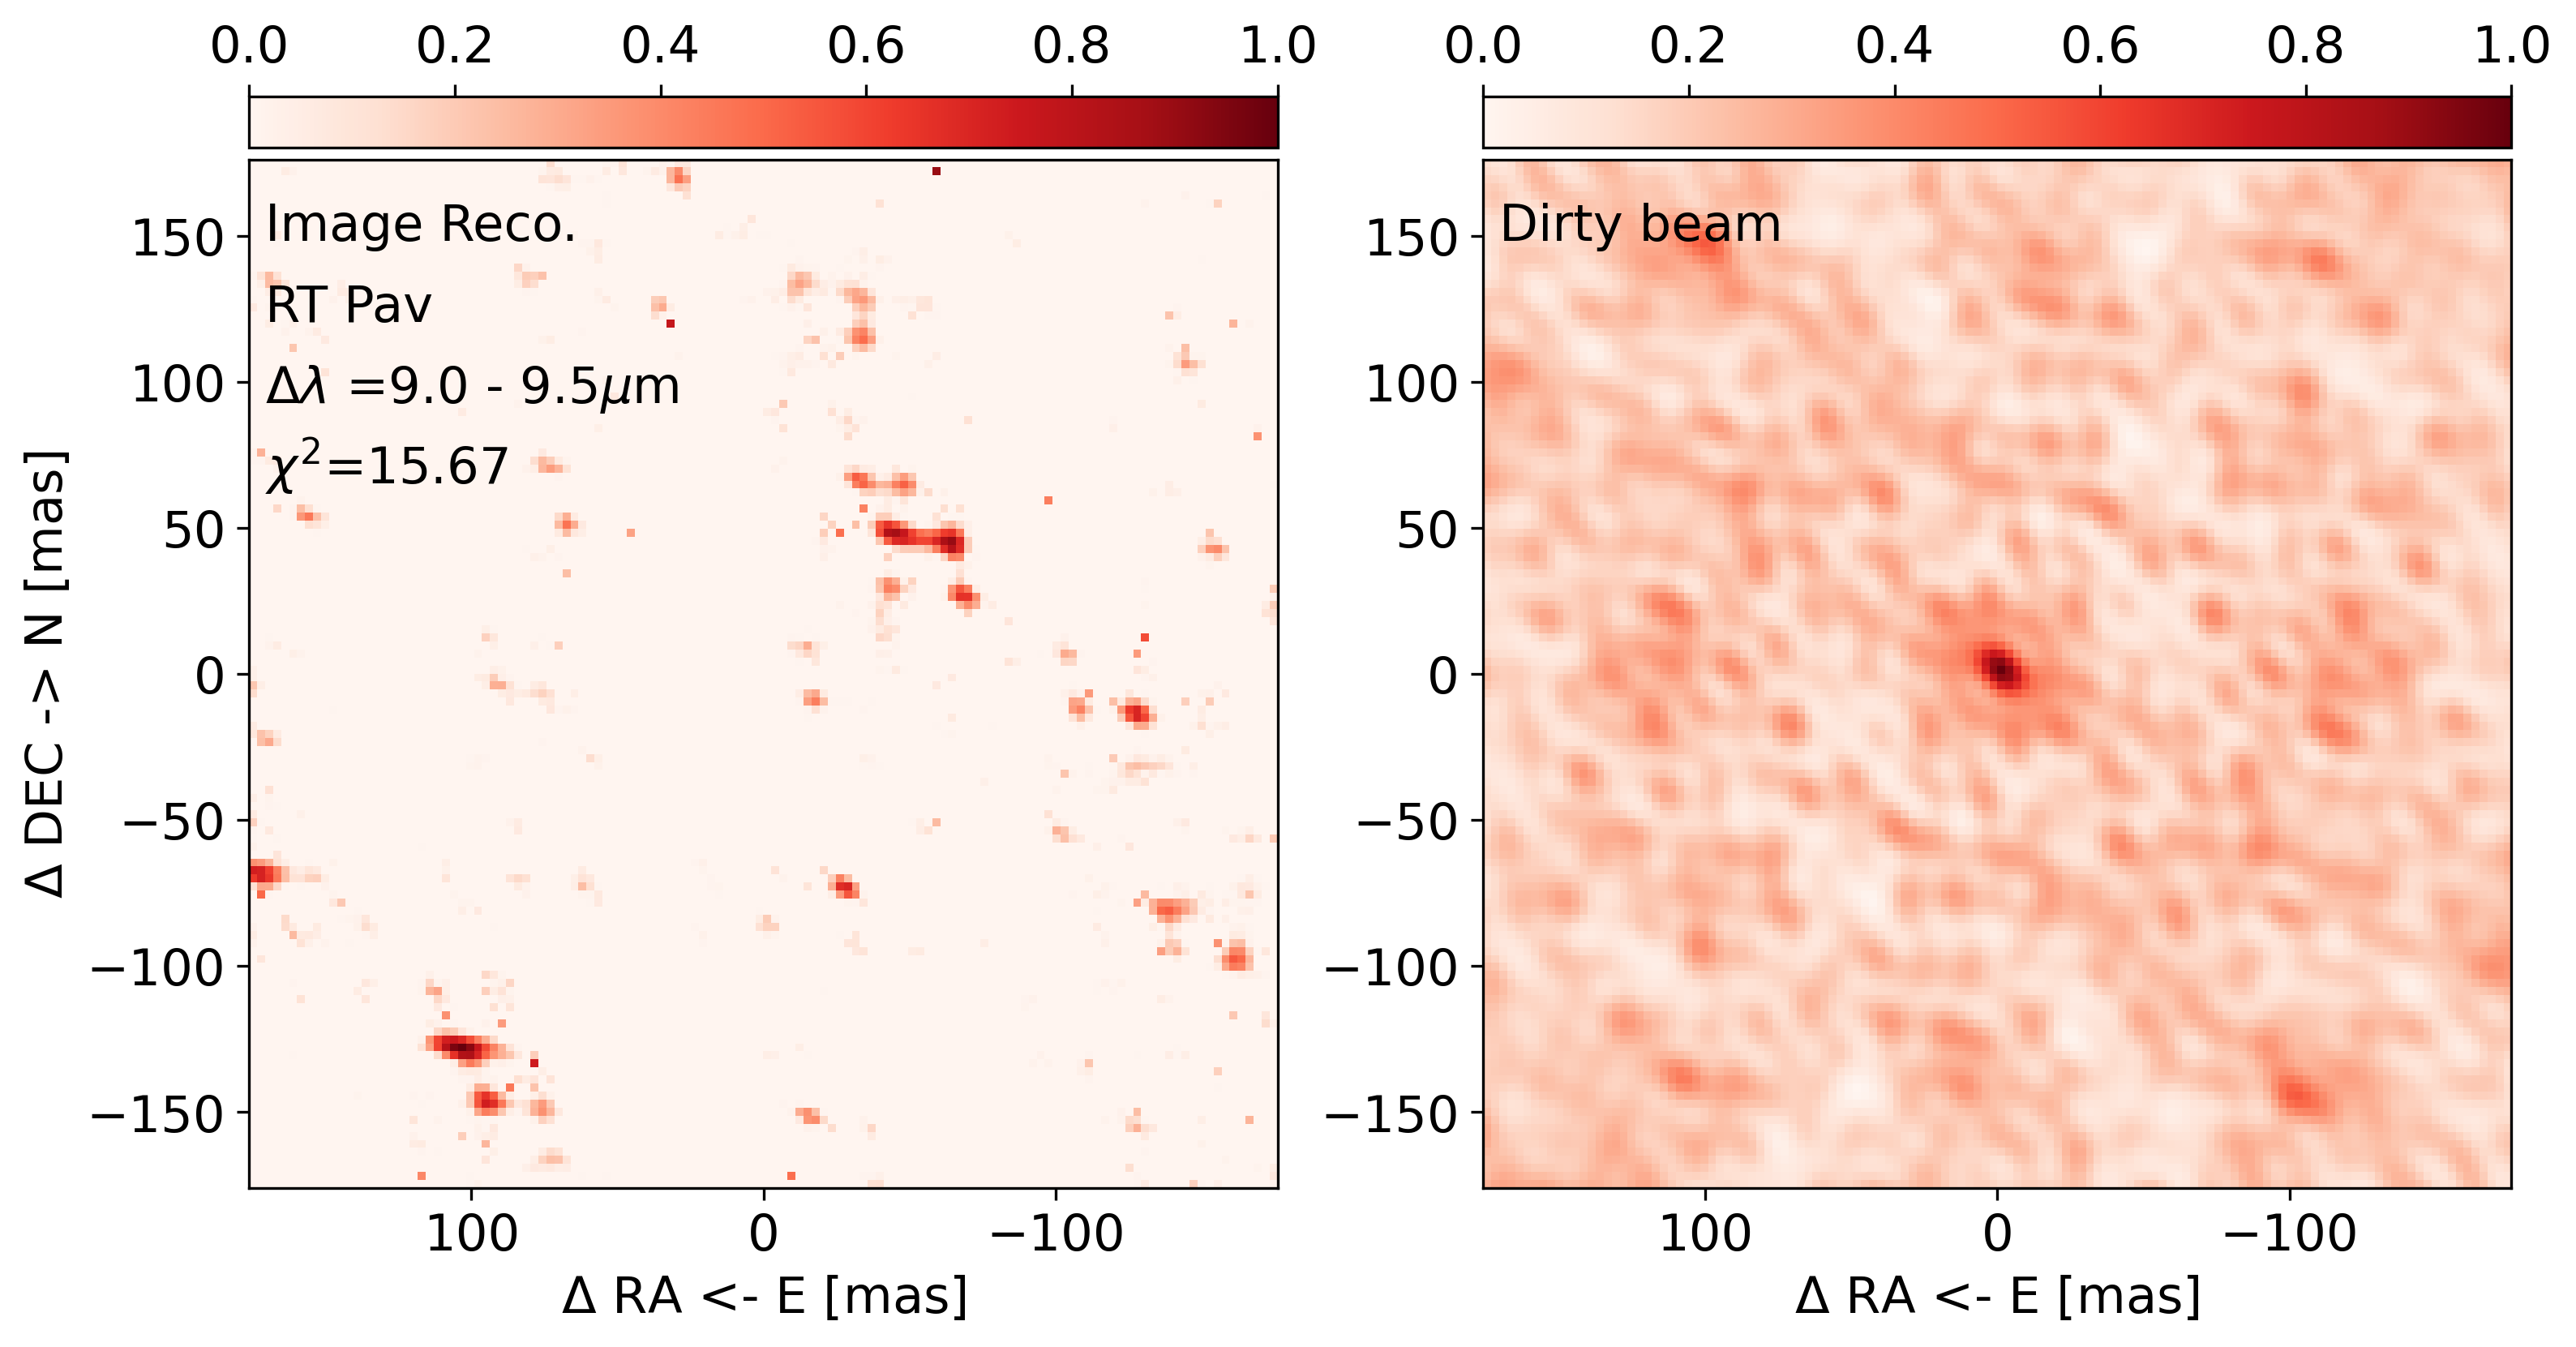 0.0 0.2 0.4 0.6 0.8 1.0
Image Reco.
RT Pav
Δλ =9.0 - 9.5μm
χ²=15.67
150
100
50
0
−50
−100
−150
Δ DEC -> N [mas]
100 0 −100
Δ RA <- E [mas]
0.0 0.2 0.4 0.6 0.8 1.0
Dirty beam
150
100
50
0
−50
−100
−150
100 0 −100
Δ RA <- E [mas]